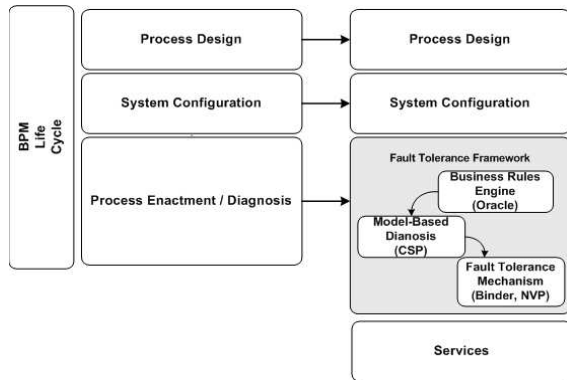 BPM
Life
Cycle
Process Design
System Configuration
Process Enactment / Diagnosis
Process Design
System Configuration
Fault Tolerance Framework
Business Rules
Engine
(Oracle)
Model-Based
Dianosis
(CSP)
Fault Tolerance
Mechanism
(Binder, NVP)
Services